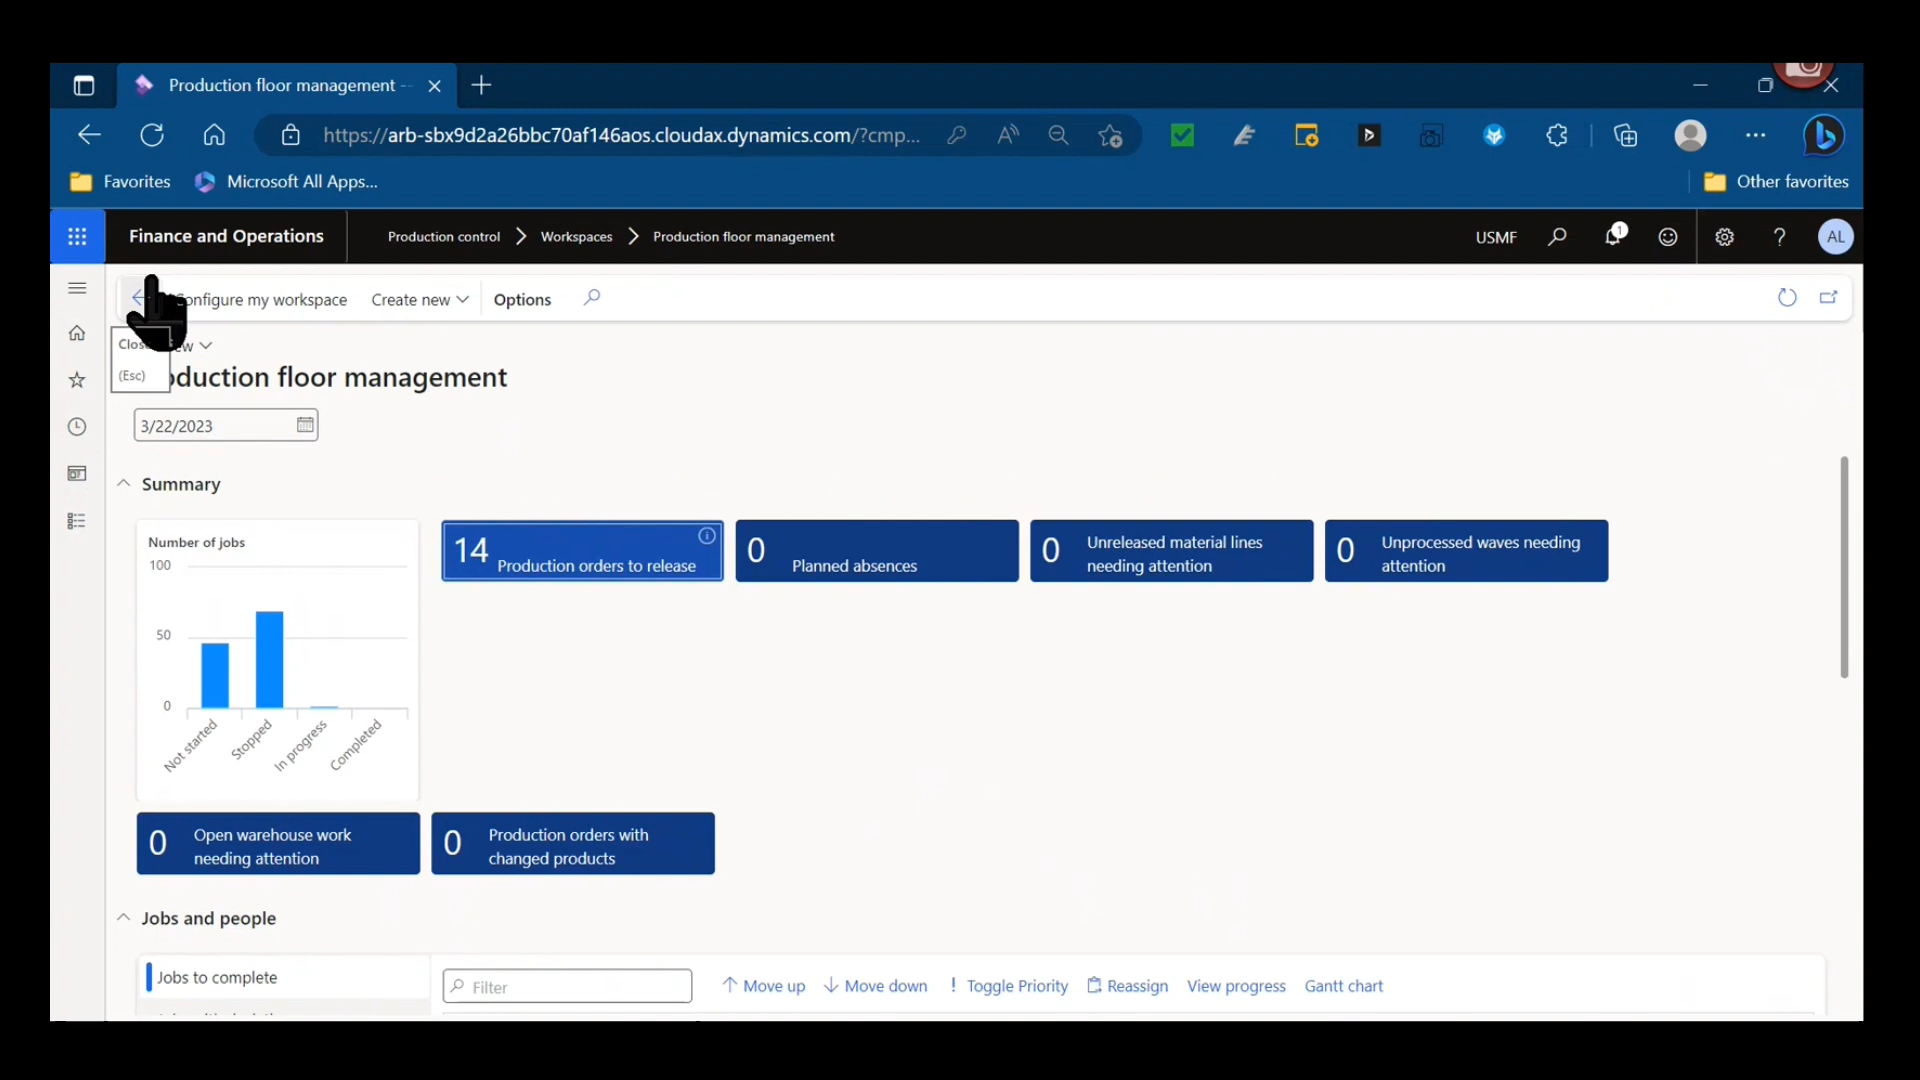 Production floor management --
https://arb-sbx9d2a26bbc70af146aos.cloudax.dynamics.com/?cmp...
Favorites
Microsoft All Apps...
Other favorites
Finance and Operations
Production control
Workspaces
Production floor management
USMF
1
?
AL
Configure my workspace
Create new
Options
(Esc)
oduction floor management
3/22/2023
Summary
Number of jobs
100
50
0
Not started
Stopped
In progress
Completed
14 Production orders to release
0 Planned absences
0 Unreleased material lines
needing attention
0 Unprocessed waves needing
attention
0 Open warehouse work
needing attention
0 Production orders with
changed products
Jobs and people
Jobs to complete
Filter
Move up
Move down
! Toggle Priority
Reassign
View progress
Gantt chart